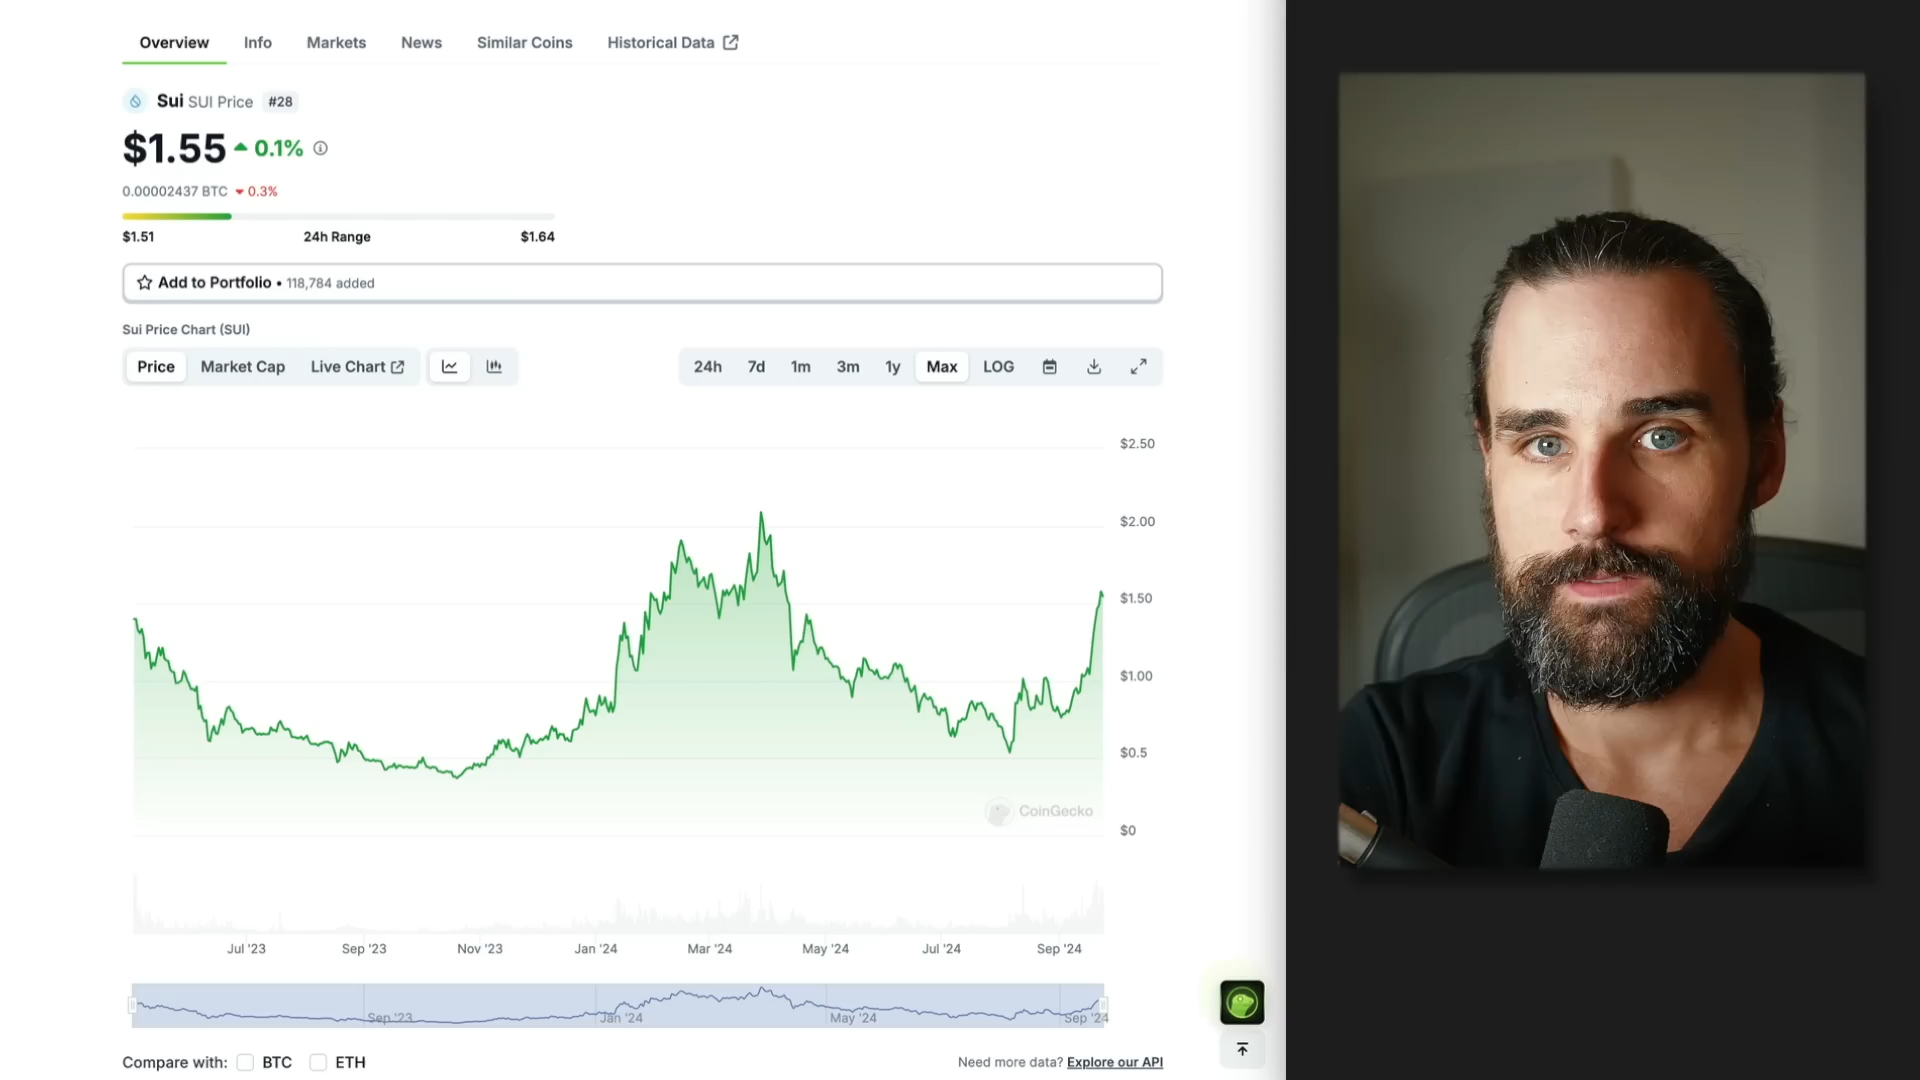 Overview Info Markets News Similar Coins Historical Data
Sui SUI Price #28
$1.55 0.1%
0.00002437 BTC 0.3%
$1.51 24h Range $1.64
Add to Portfolio • 118,784 added
Sui Price Chart (SUI)
Price Market Cap Live Chart 24h 7d 1m 3m 1y Max LOG
$2.50
$2.00
$1.50
$1.00
$0.5
CoinGecko
$0
Jul '23 Sep '23 Nov '23 Jan '24 Mar '24 May '24 Jul '24 Sep '24
Sep '23 Jan '24 May '24 Sep '24
Compare with: BTC ETH Need more data? Explore our API